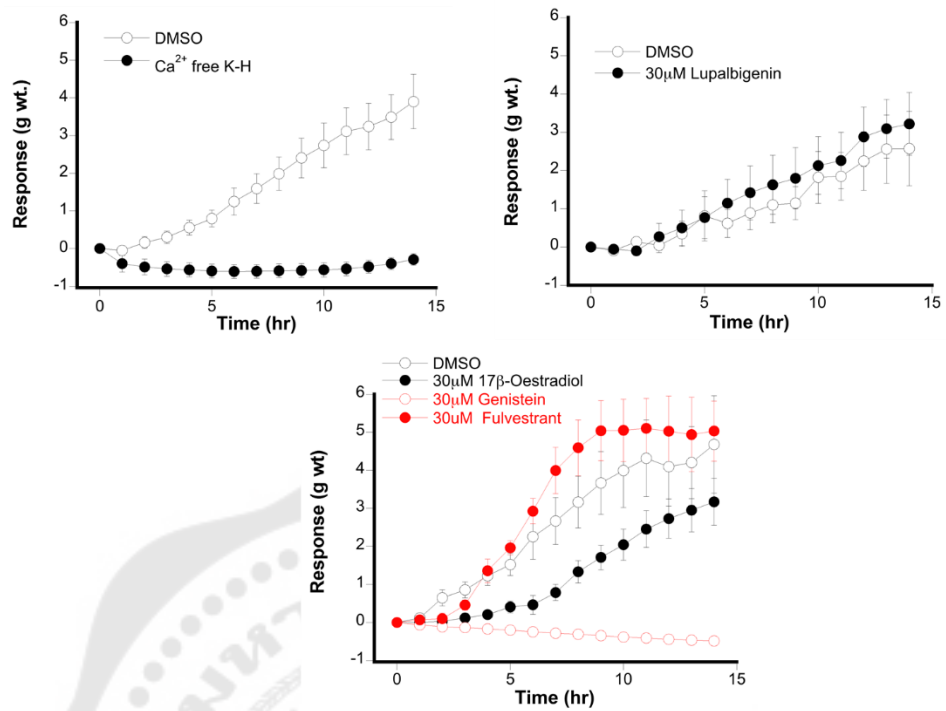 6
5
4
3
2
1
0
-1
Response (g wt.)
DMSO
Ca²⁺ free K-H
0
5
10
15
Time (hr)
6
5
4
3
2
1
0
-1
Response (g wt.)
DMSO
30μM Lupalbigenin
0
5
10
15
Time (hr)
DMSO
30μM 17β-Oestradiol
30μM Genistein
30uM Fulvestrant
6
5
4
3
2
1
0
-1
Response (g wt)
0
5
10
15
Time (hr)